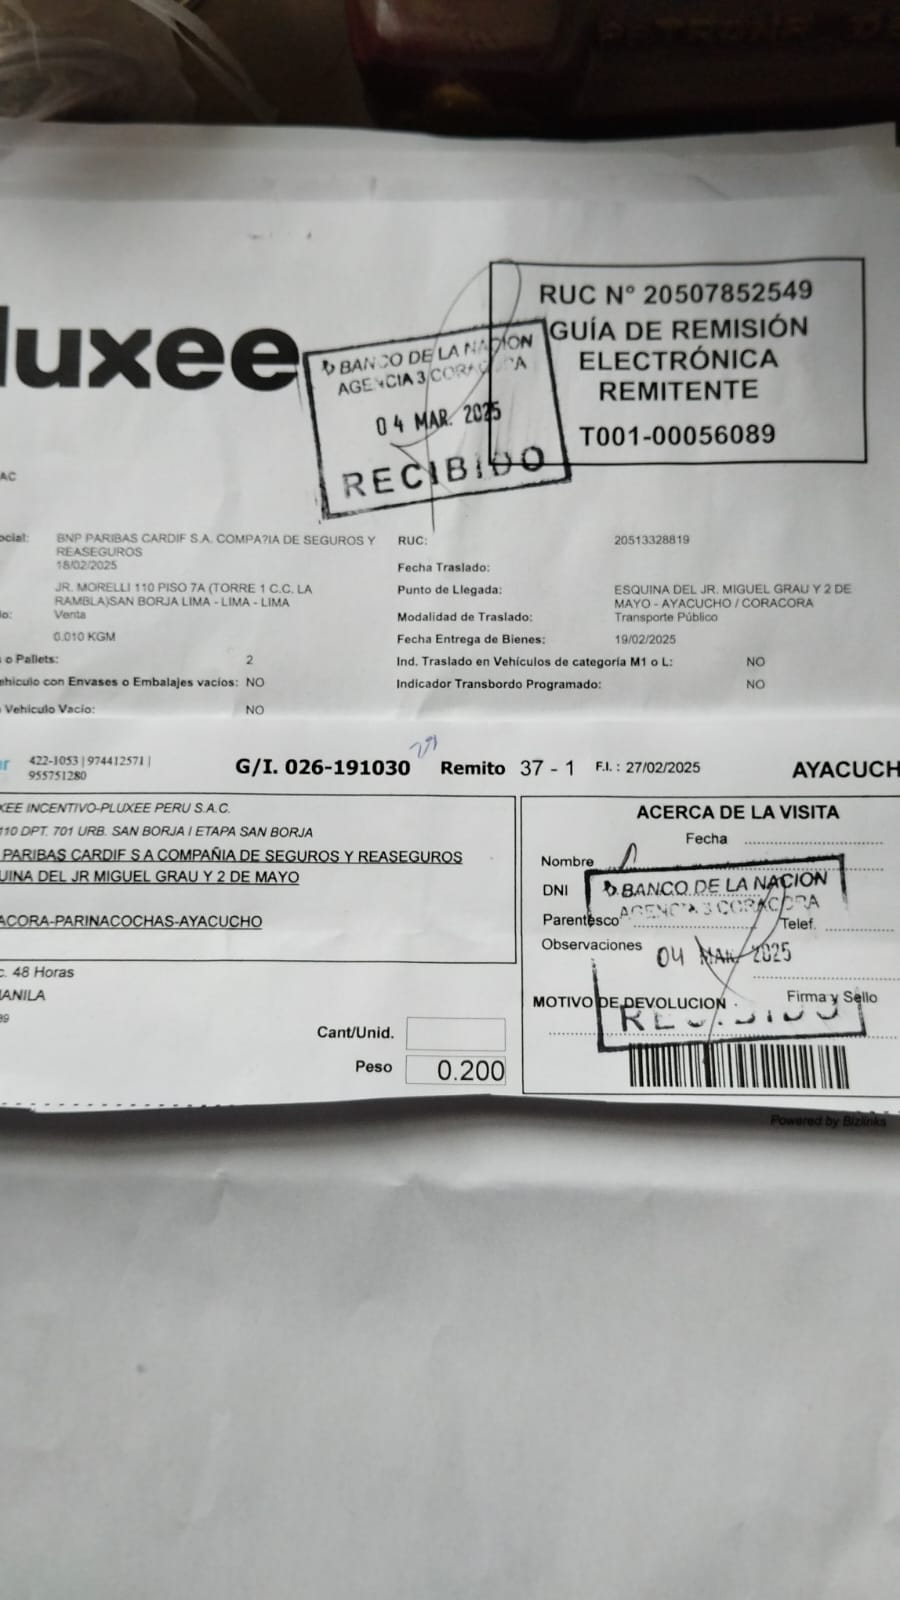 luxee
BANCO DE LA NACION
AGENCIA 3 CORACORA
04 MAR. 2025
RECIBIDO
RUC N° 20507852549
GUÍA DE REMISIÓN
ELECTRÓNICA
REMITENTE
T001-00056089
AC
ocial: BNP PARIBAS CARDIF S.A. COMPA?IA DE SEGUROS Y REASEGUROS
18/02/2025
JR. MORELLI 110 PISO 7A (TORRE 1 C.C. LA
RAMBLA)SAN BORJA LIMA - LIMA - LIMA
lo: Venta
0.010 KGM
s o Pallets: 2
ehículo con Envases o Embalajes vacíos: NO
Vehículo Vacío: NO
RUC: 20513328819
Fecha Traslado:
Punto de Llegada: ESQUINA DEL JR. MIGUEL GRAU Y 2 DE
MAYO - AYACUCHO / CORACORA
Modalidad de Traslado: Transporte Público
Fecha Entrega de Bienes: 19/02/2025
Ind. Traslado en Vehículos de categoría M1 o L: NO
Indicador Transbordo Programado: NO
r 422-1053 | 974412571 |
955751280
G/I. 026-191030 Remito 37 - 1 F.I. : 27/02/2025 AYACUCH
XEE INCENTIVO-PLUXEE PERU S.A.C.
110 DPT. 701 URB. SAN BORJA I ETAPA SAN BORJA
PARIBAS CARDIF S A COMPAÑIA DE SEGUROS Y REASEGUROS
UINA DEL JR MIGUEL GRAU Y 2 DE MAYO
ACORA-PARINACOCHAS-AYACUCHO
c. 48 Horas
MANILA
89
Cant/Unid.
Peso 0.200
ACERCA DE LA VISITA
Fecha
Nombre
DNI
Parentesco Telef.
Observaciones
MOTIVO DE DEVOLUCION Firma y Sello
BANCO DE LA NACION
AGENCIA 3 CORACORA
04 MAR. 2025
RECIBIDO
Powered by Bizlinks